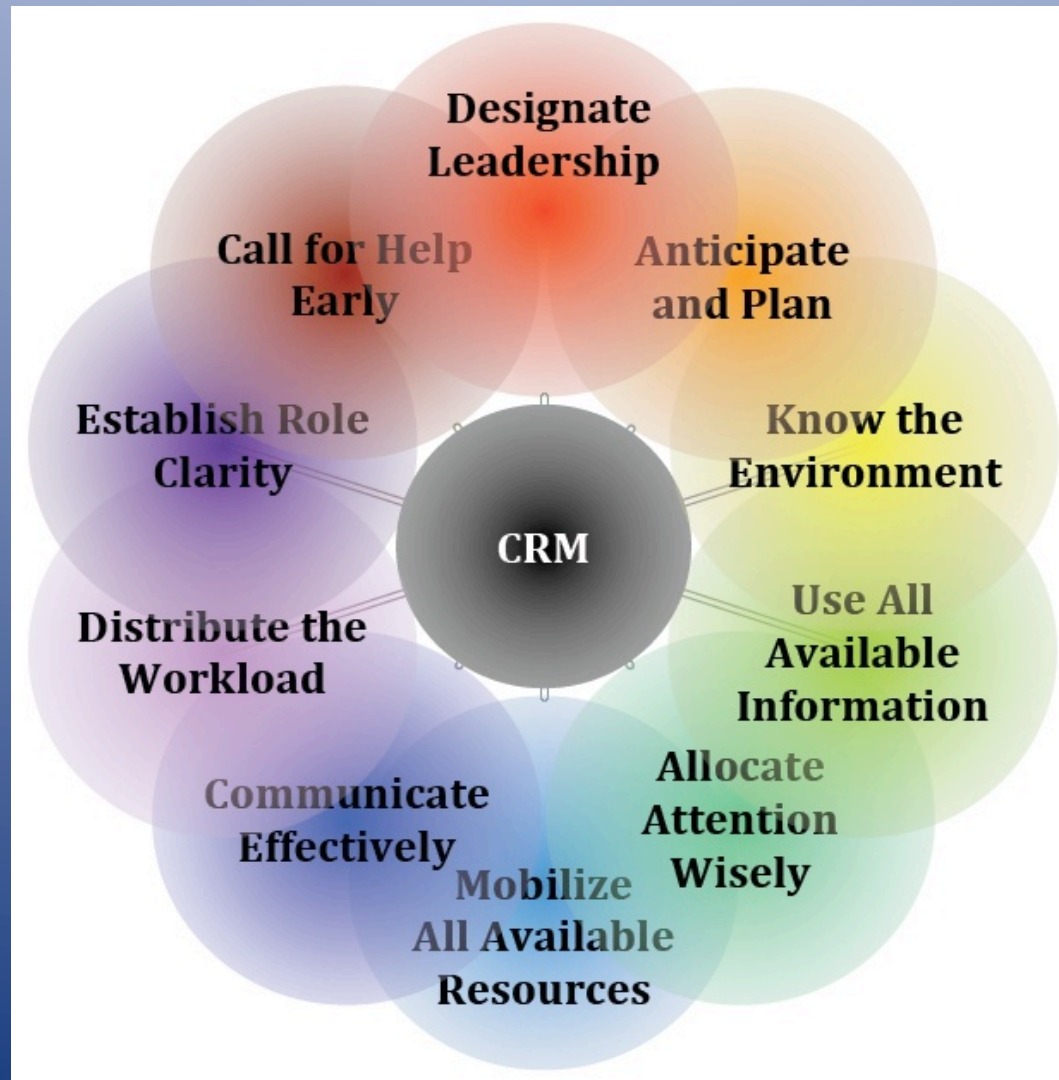 Designate
Leadership
Anticipate
and Plan
Know the
Environment
Use All
Available
Information
Allocate
Attention
Wisely
Mobilize
All Available
Resources
Communicate
Effectively
Distribute the
Workload
Establish Role
Clarity
Call for Help
Early
CRM